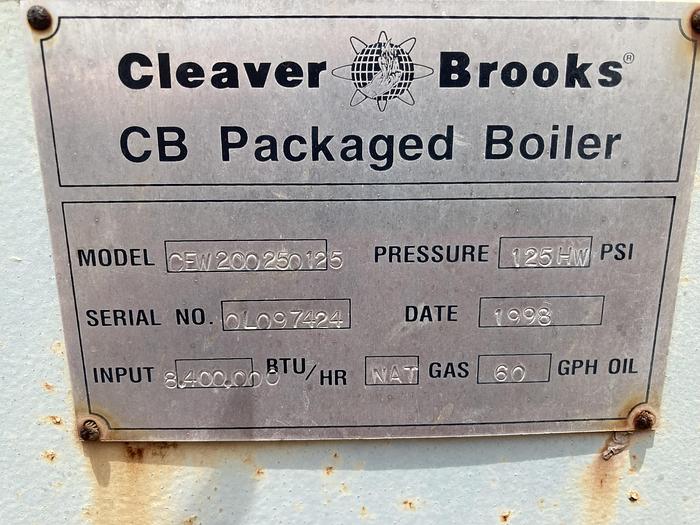 Cleaver Brooks®
CB Packaged Boiler
MODEL CEW200250125 PRESSURE 125HW PSI
SERIAL NO. OL097424 DATE 1998
INPUT 8,400,000 BTU/HR NAT GAS 60 GPH OIL